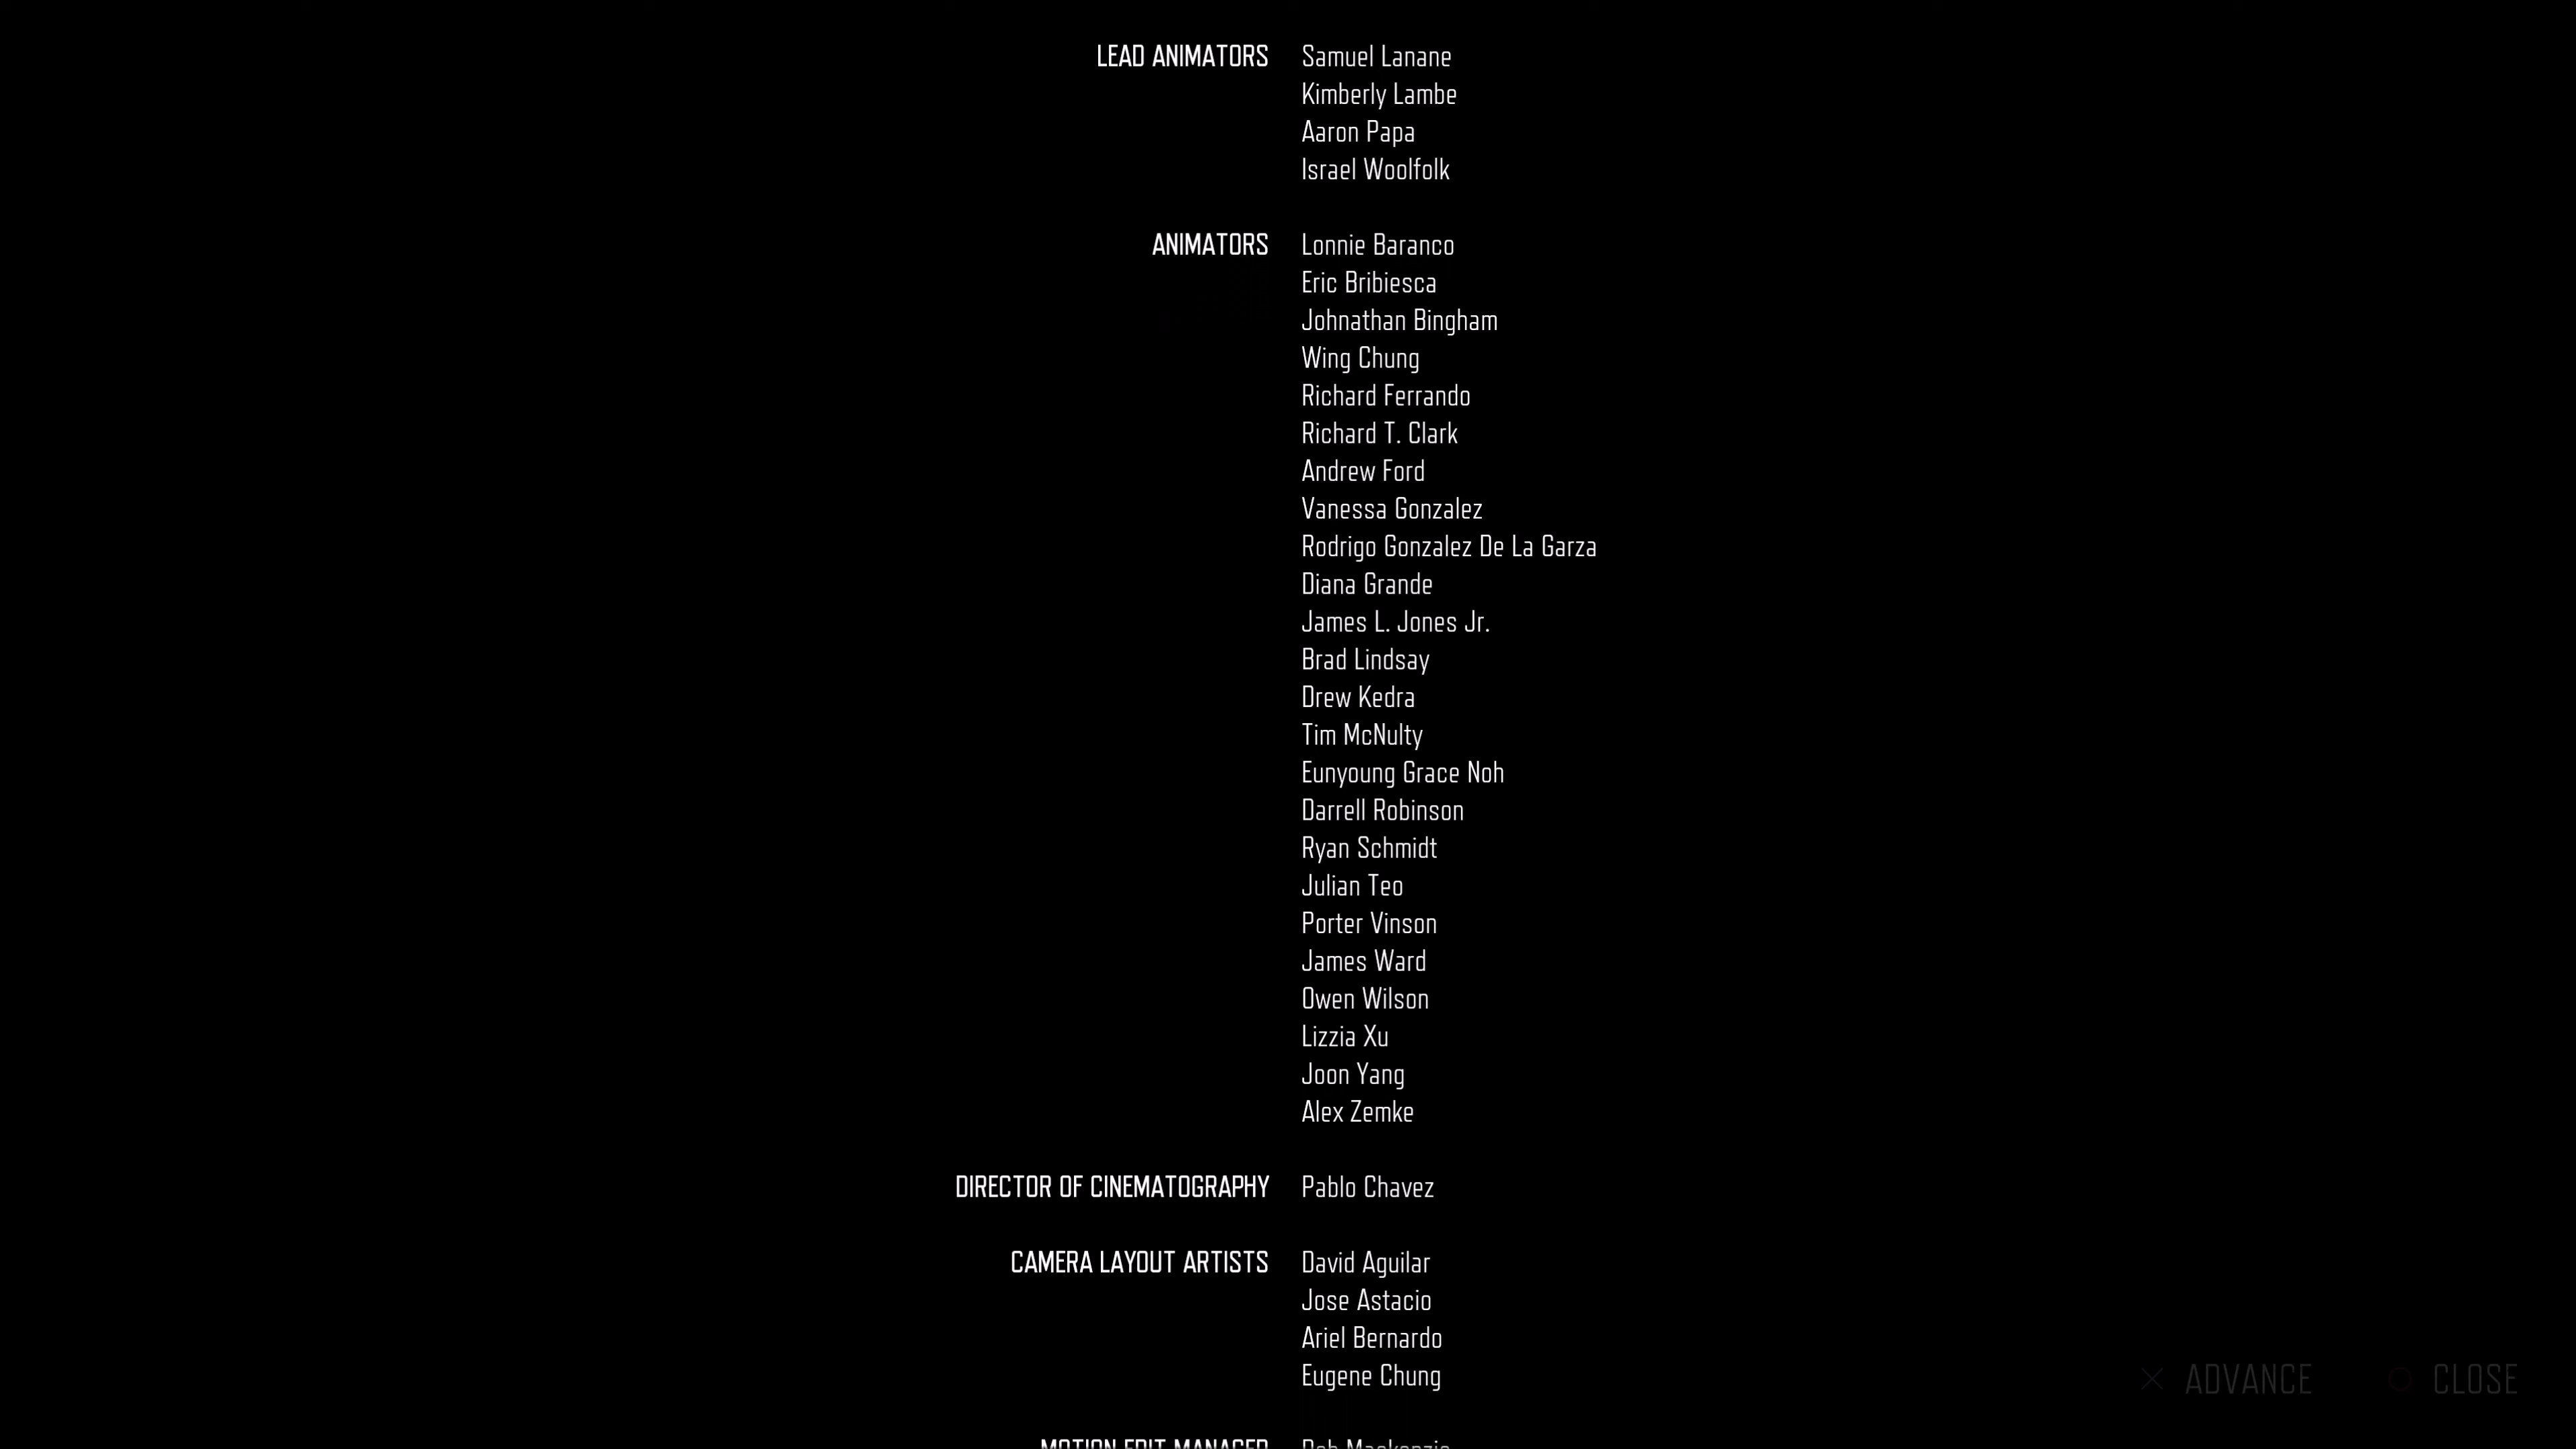 LEAD ANIMATORS Samuel Lanane
Kimberly Lambe
Aaron Papa
Israel Woolfolk
ANIMATORS Lonnie Baranco
Eric Bribiesca
Johnathan Bingham
Wing Chung
Richard Ferrando
Richard T. Clark
Andrew Ford
Vanessa Gonzalez
Rodrigo Gonzalez De La Garza
Diana Grande
James L. Jones Jr.
Brad Lindsay
Drew Kedra
Tim McNulty
Eunyoung Grace Noh
Darrell Robinson
Ryan Schmidt
Julian Teo
Porter Vinson
James Ward
Owen Wilson
Lizzia Xu
Joon Yang
Alex Zemke
DIRECTOR OF CINEMATOGRAPHY Pablo Chavez
CAMERA LAYOUT ARTISTS David Aguilar
Jose Astacio
Ariel Bernardo
Eugene Chung
ADVANCE CLOSE
MOTION EDIT MANAGER